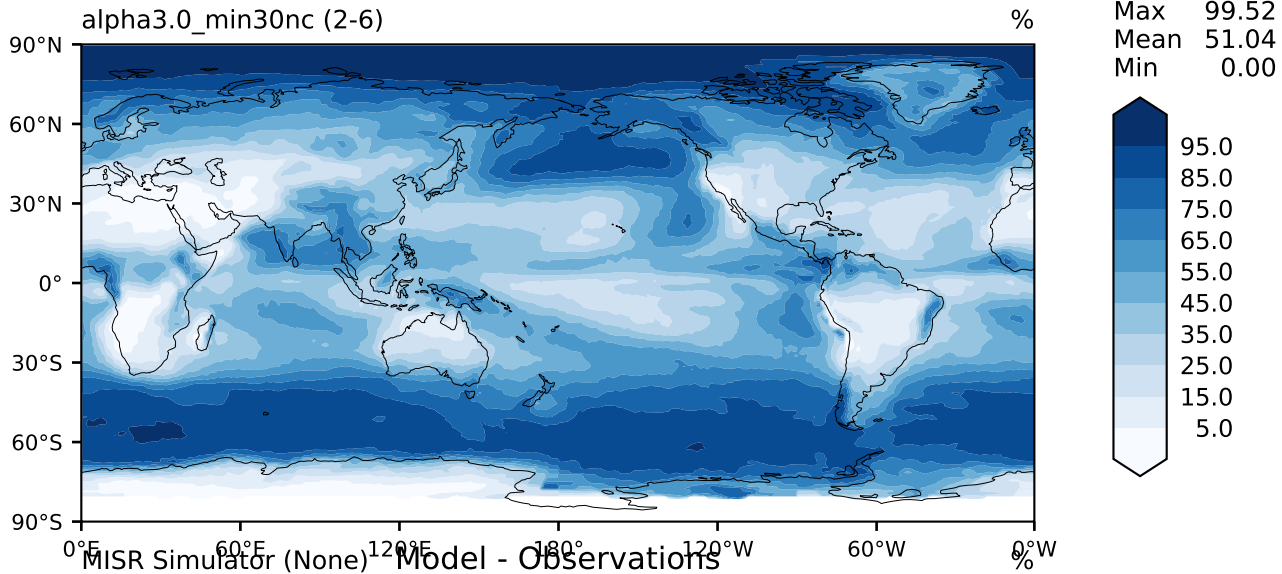 alpha3.0_min30nc (2-6) %
Max 99.52
Mean 51.04
Min 0.00
90°N
60°N
30°N
0°
30°S
60°S
90°S
95.0
85.0
75.0
65.0
55.0
45.0
35.0
25.0
15.0
5.0
0°E 60°E 120°E 180° 120°W 60°W 0°W
MISR Simulator (None) Model - Observations %